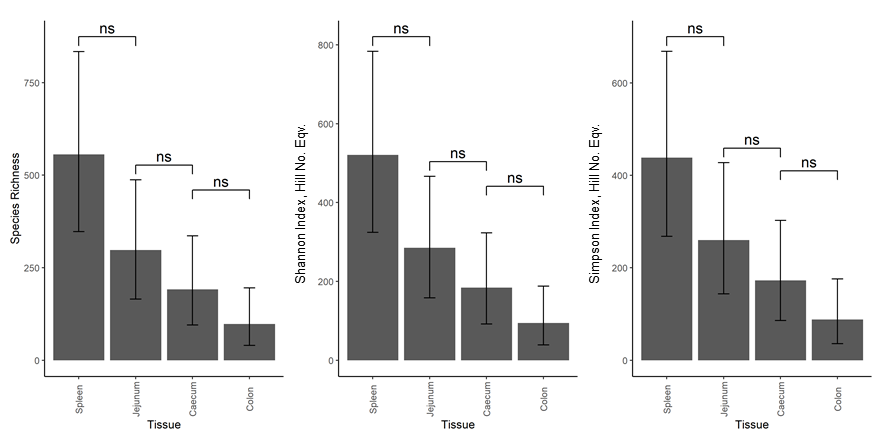 ns
ns
ns
750
500
250
0
Species Richness
Spleen
Jejunum
Caecum
Colon
Tissue
ns
ns
ns
800
600
400
200
0
Shannon Index, Hill No. Eqv.
Spleen
Jejunum
Caecum
Colon
Tissue
ns
ns
ns
600
400
200
0
Simpson Index, Hill No. Eqv.
Spleen
Jejunum
Caecum
Colon
Tissue